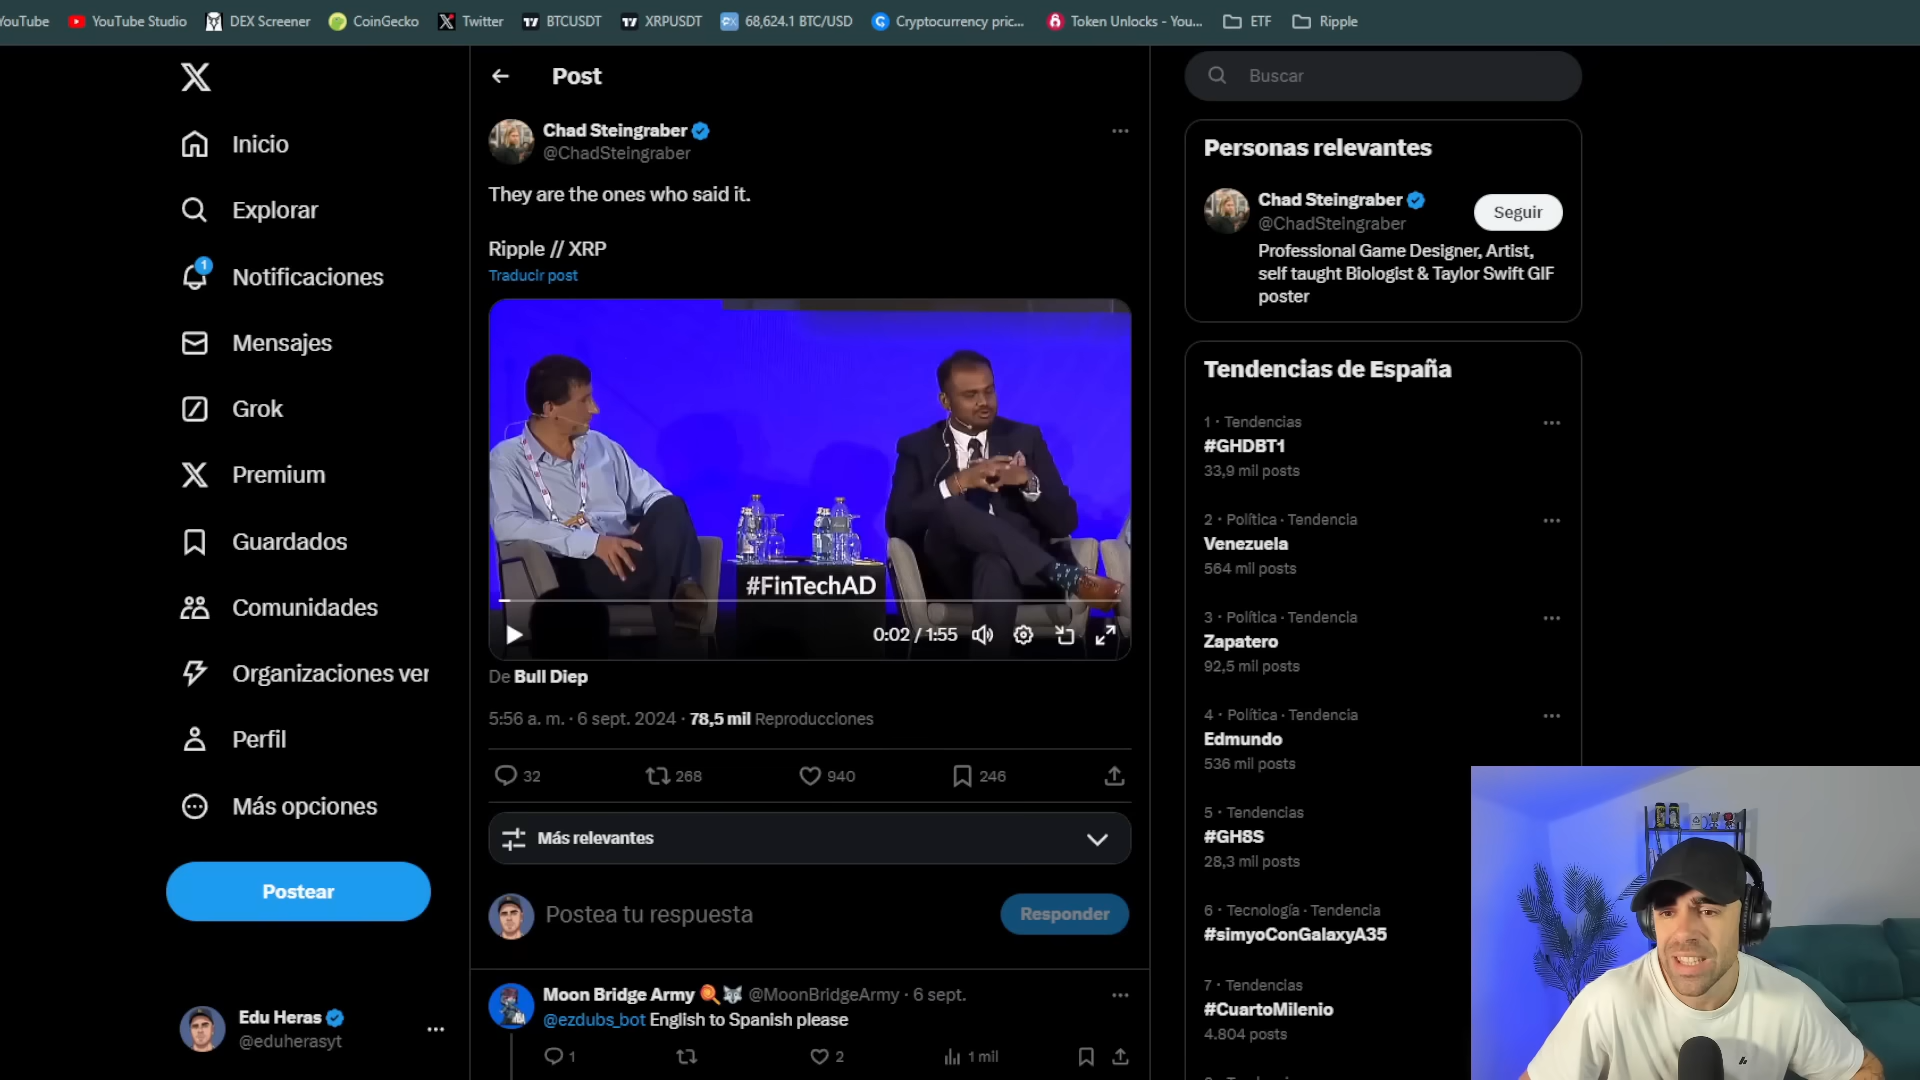 YouTube
YouTube Studio
DEX Screener
CoinGecko
Twitter
BTCUSDT
XRPUSDT
68,624.1 BTC/USD
Cryptocurrency pric...
Token Unlocks - You...
ETF
Ripple
Inicio
Explorar
1
Notificaciones
Mensajes
Grok
Premium
Guardados
Comunidades
Organizaciones ver
Perfil
Más opciones
Postear
Edu Heras
@eduherasyt
Post
Chad Steingraber
@ChadSteingraber
They are the ones who said it.
Ripple // XRP
Traducir post
#FinTechAD
0:02 / 1:55
De Bull Diep
5:56 a. m. · 6 sept. 2024 · 78,5 mil Reproducciones
32
268
940
246
Más relevantes
Postea tu respuesta
Responder
Moon Bridge Army @MoonBridgeArmy · 6 sept.
@ezdubs_bot English to Spanish please
1
2
1 mil
Buscar
Personas relevantes
Chad Steingraber
@ChadSteingraber
Seguir
Professional Game Designer, Artist,
self taught Biologist & Taylor Swift GIF
poster
Tendencias de España
1 · Tendencias
#GHDBT1
33,9 mil posts
2 · Política · Tendencia
Venezuela
564 mil posts
3 · Política · Tendencia
Zapatero
92,5 mil posts
4 · Política · Tendencia
Edmundo
536 mil posts
5 · Tendencias
#GH8S
28,3 mil posts
6 · Tecnología · Tendencia
#simyoConGalaxyA35
7 · Tendencias
#CuartoMilenio
4.804 posts